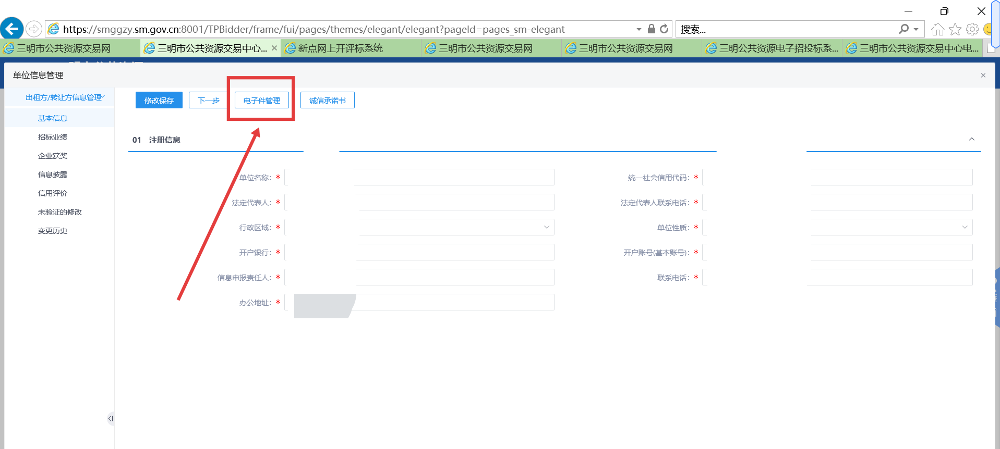 https://smggzy.sm.gov.cn:8001/TPBidder/frame/fui/pages/themes/elegant/elegant?pageId=pages_sm-elegant
搜索...
三明市公共资源交易网
三明市公共资源交易中心...
新点网上开评标系统
三明市公共资源交易网
三明市公共资源交易网
三明公共资源电子招投标系...
三明市公共资源交易中心电...
单位信息管理
出租方/转让方信息管理
基本信息
招标业绩
企业获奖
信息披露
信用评价
未验证的修改
变更历史
修改保存
下一步
电子件管理
诚信承诺书
01 注册信息
单位名称：*
统一社会信用代码：*
法定代表人：*
法定代表人联系电话：*
行政区域：*
单位性质：*
开户银行：*
开户账号(基本账号)：*
信息申报责任人：*
联系电话：*
办公地址：*